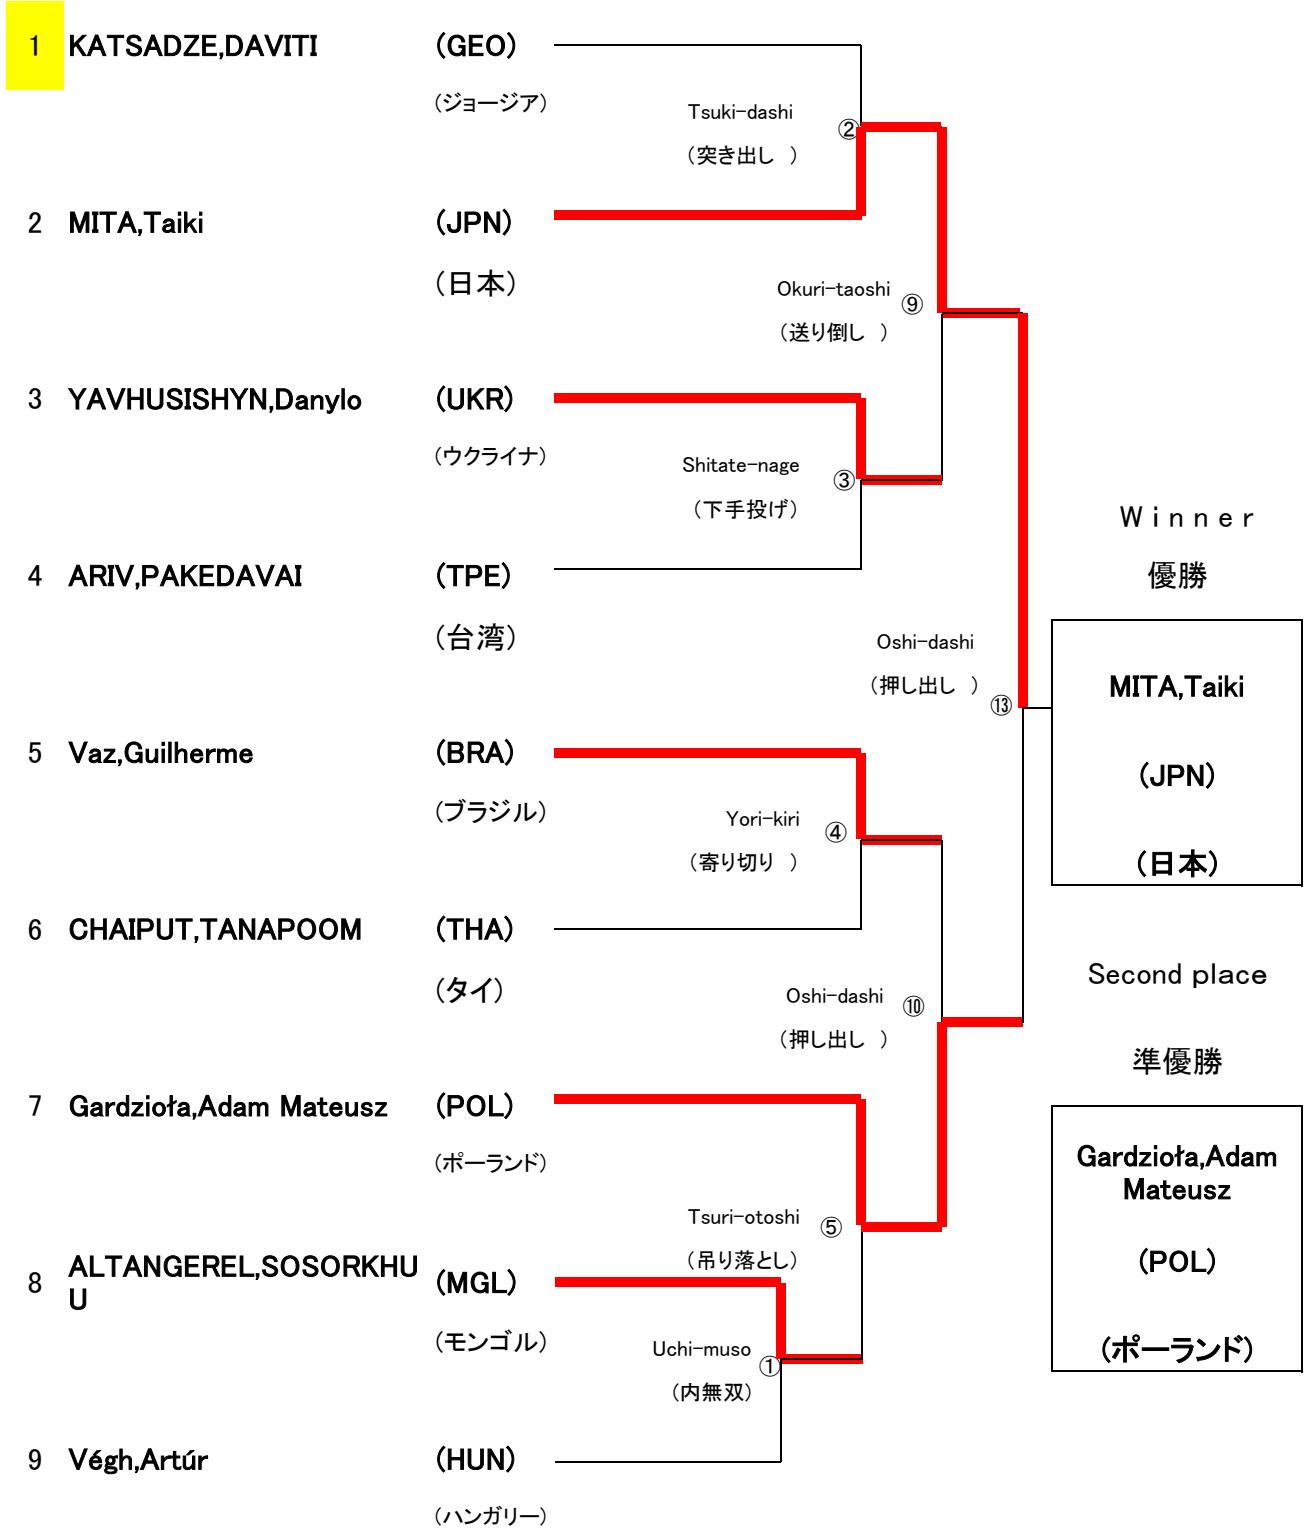 1 KATSADZE,DAVITI (GEO)
(ジョージア)
Tsuki-dashi
②
(突き出し )
2 MITA,Taiki (JPN)
(日本)
Okuri-taoshi
⑨
(送り倒し )
3 YAVHUSISHYN,Danylo (UKR)
(ウクライナ)
Shitate-nage
③
(下手投げ)
Winner
優勝
4 ARIV,PAKEDAVAI (TPE)
(台湾)
Oshi-dashi
(押し出し )
⑬
MITA,Taiki
(JPN)
(日本)
5 Vaz,Guilherme (BRA)
(ブラジル)
Yori-kiri
④
(寄り切り )
6 CHAIPUT,TANAPOOM (THA)
(タイ)
Oshi-dashi
⑩
(押し出し )
Second place
準優勝
7 Gardzioła,Adam Mateusz (POL)
(ポーランド)
Gardzioła,Adam
Mateusz
(POL)
(ポーランド)
Tsuri-otoshi
⑤
(吊り落とし)
8 ALTANGEREL,SOSORKHU
U (MGL)
(モンゴル)
Uchi-muso
①
(内無双)
9 Végh,Artúr (HUN)
(ハンガリー)